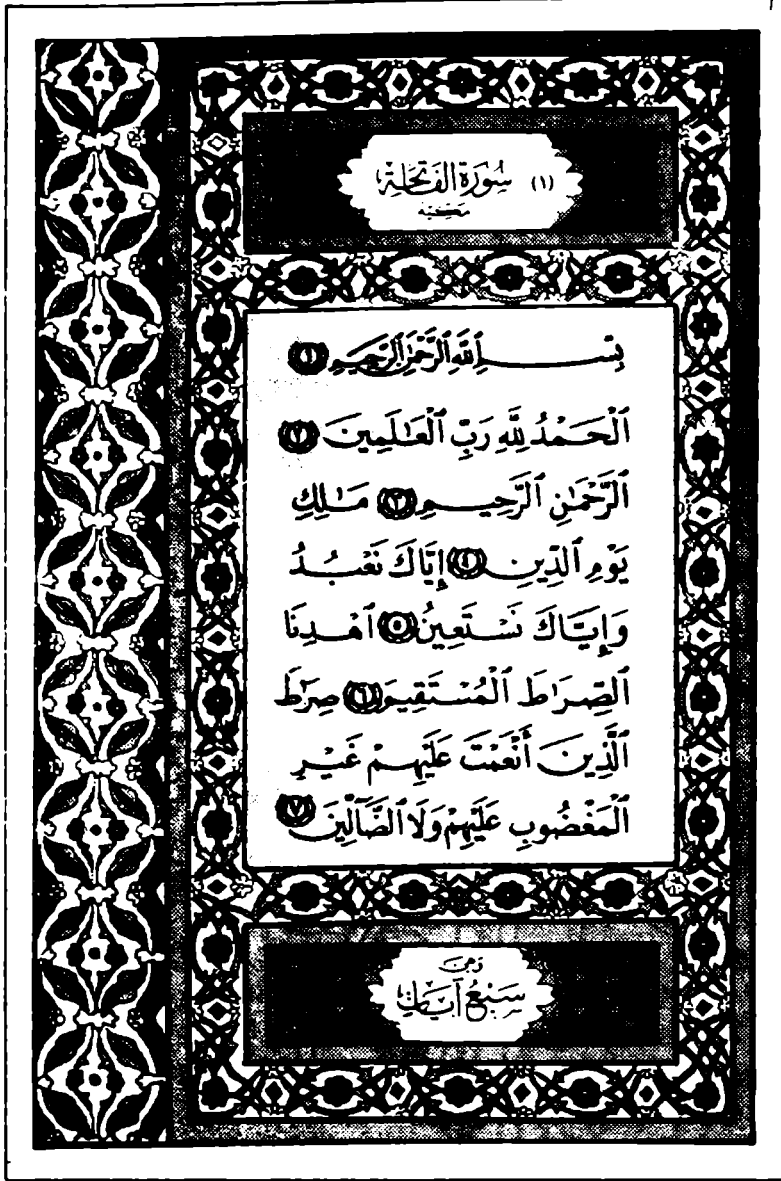 (١) سُورَةُ الفَاتِحَةِ
مكية
بِسْمِ ٱللَّهِ ٱلرَّحْمَٰنِ ٱلرَّحِيمِ ١
ٱلْحَمْدُ لِلَّهِ رَبِّ ٱلْعَٰلَمِينَ ٢
ٱلرَّحْمَٰنِ ٱلرَّحِيمِ ٣ مَٰلِكِ
يَوْمِ ٱلدِّينِ ٤ إِيَّاكَ نَعْبُدُ
وَإِيَّاكَ نَسْتَعِينُ ٥ ٱهْدِنَا
ٱلصِّرَٰطَ ٱلْمُسْتَقِيمَ ٦ صِرَٰطَ
ٱلَّذِينَ أَنْعَمْتَ عَلَيْهِمْ غَيْرِ
ٱلْمَغْضُوبِ عَلَيْهِمْ وَلَا ٱلضَّآلِّينَ ٧
وَهِيَ
سَبْعُ آيَاتٍ